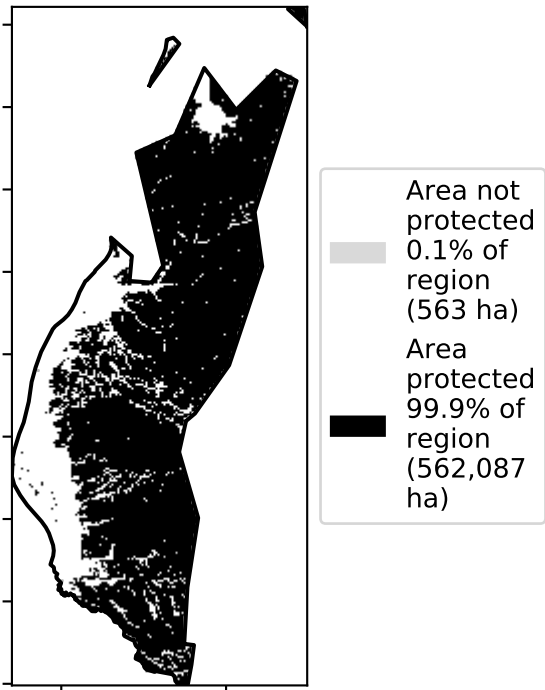 Area not
protected
0.1% of
region
(563 ha)
Area
protected
99.9% of
region
(562,087
ha)